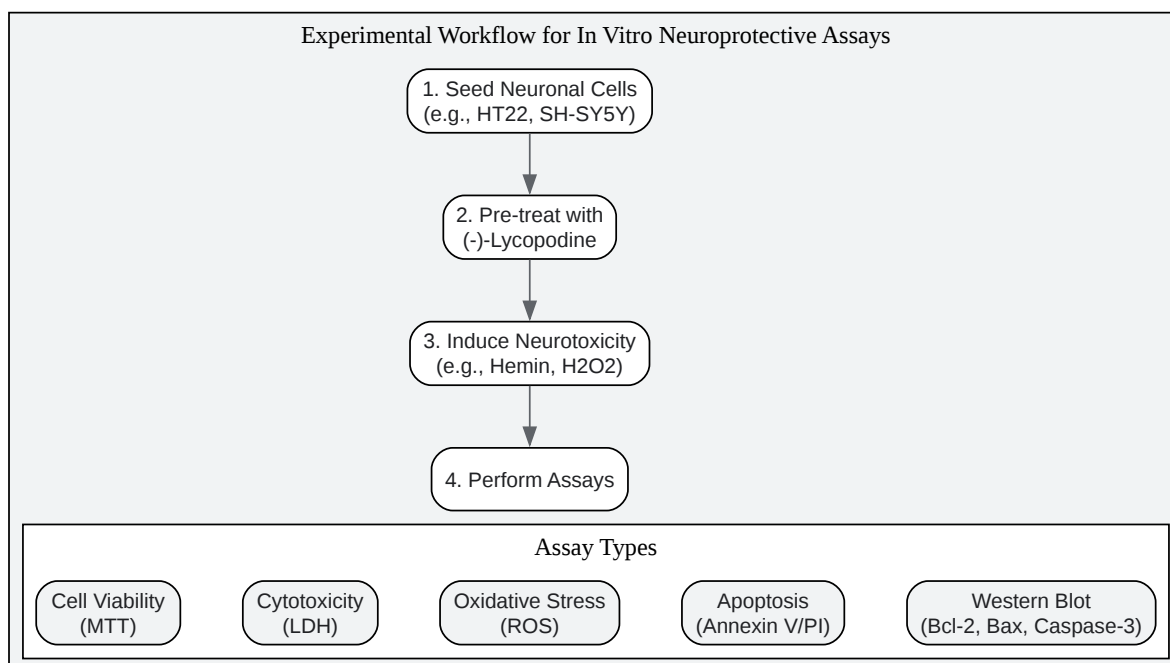 Experimental Workflow for In Vitro Neuroprotective Assays
1. Seed Neuronal Cells
(e.g., HT22, SH-SY5Y)
2. Pre-treat with
(-)-Lycopodine
3. Induce Neurotoxicity
(e.g., Hemin, H2O2)
4. Perform Assays
Assay Types
Cell Viability
(MTT)
Cytotoxicity
(LDH)
Oxidative Stress
(ROS)
Apoptosis
(Annexin V/PI)
Western Blot
(Bcl-2, Bax, Caspase-3)